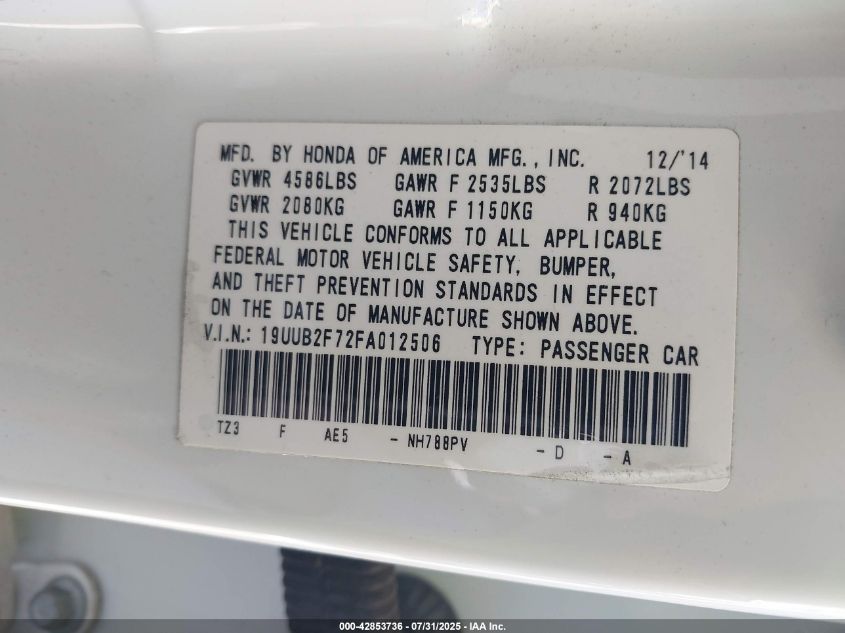 MFD. BY HONDA OF AMERICA MFG., INC. 12/'14
GVWR 4586LBS GAWR F 2535LBS R 2072LBS
GVWR 2080KG GAWR F 1150KG R 940KG
THIS VEHICLE CONFORMS TO ALL APPLICABLE
FEDERAL MOTOR VEHICLE SAFETY, BUMPER,
AND THEFT PREVENTION STANDARDS IN EFFECT
ON THE DATE OF MANUFACTURE SHOWN ABOVE.
V.I.N.: 19UUB2F72FA012506 TYPE: PASSENGER CAR
TZ3 F AE5 - NH788PV - D - A
000-42853736 - 07/31/2025 - IAA Inc.